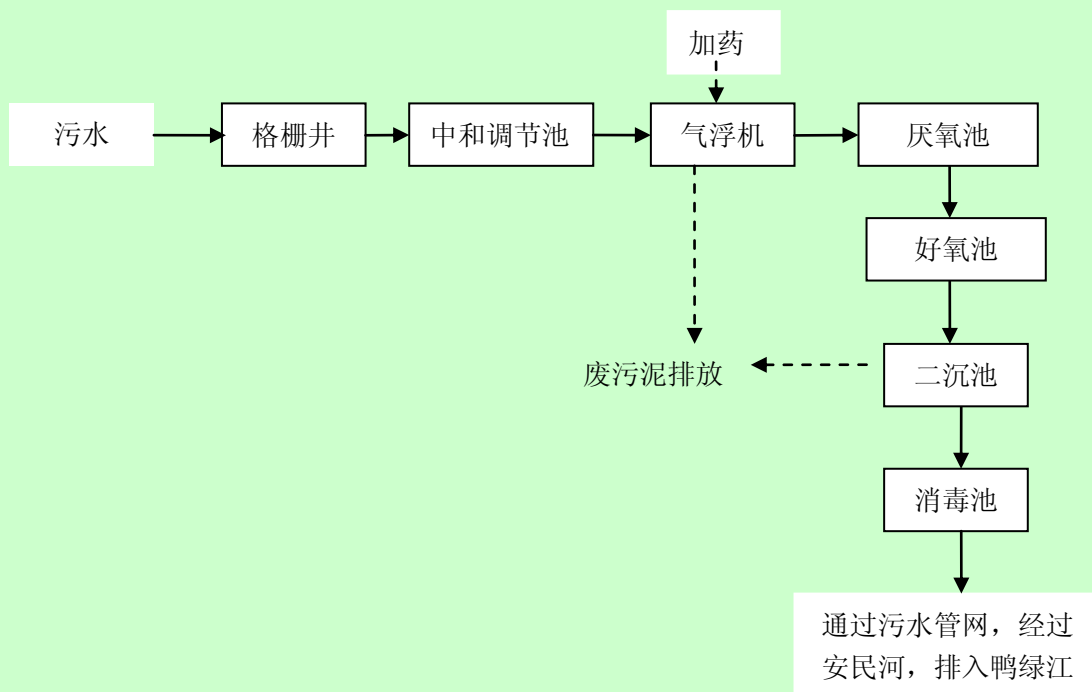 加药
污水
格栅井
中和调节池
气浮机
厌氧池
好氧池
废污泥排放
二沉池
消毒池
通过污水管网，经过
安民河，排入鸭绿江